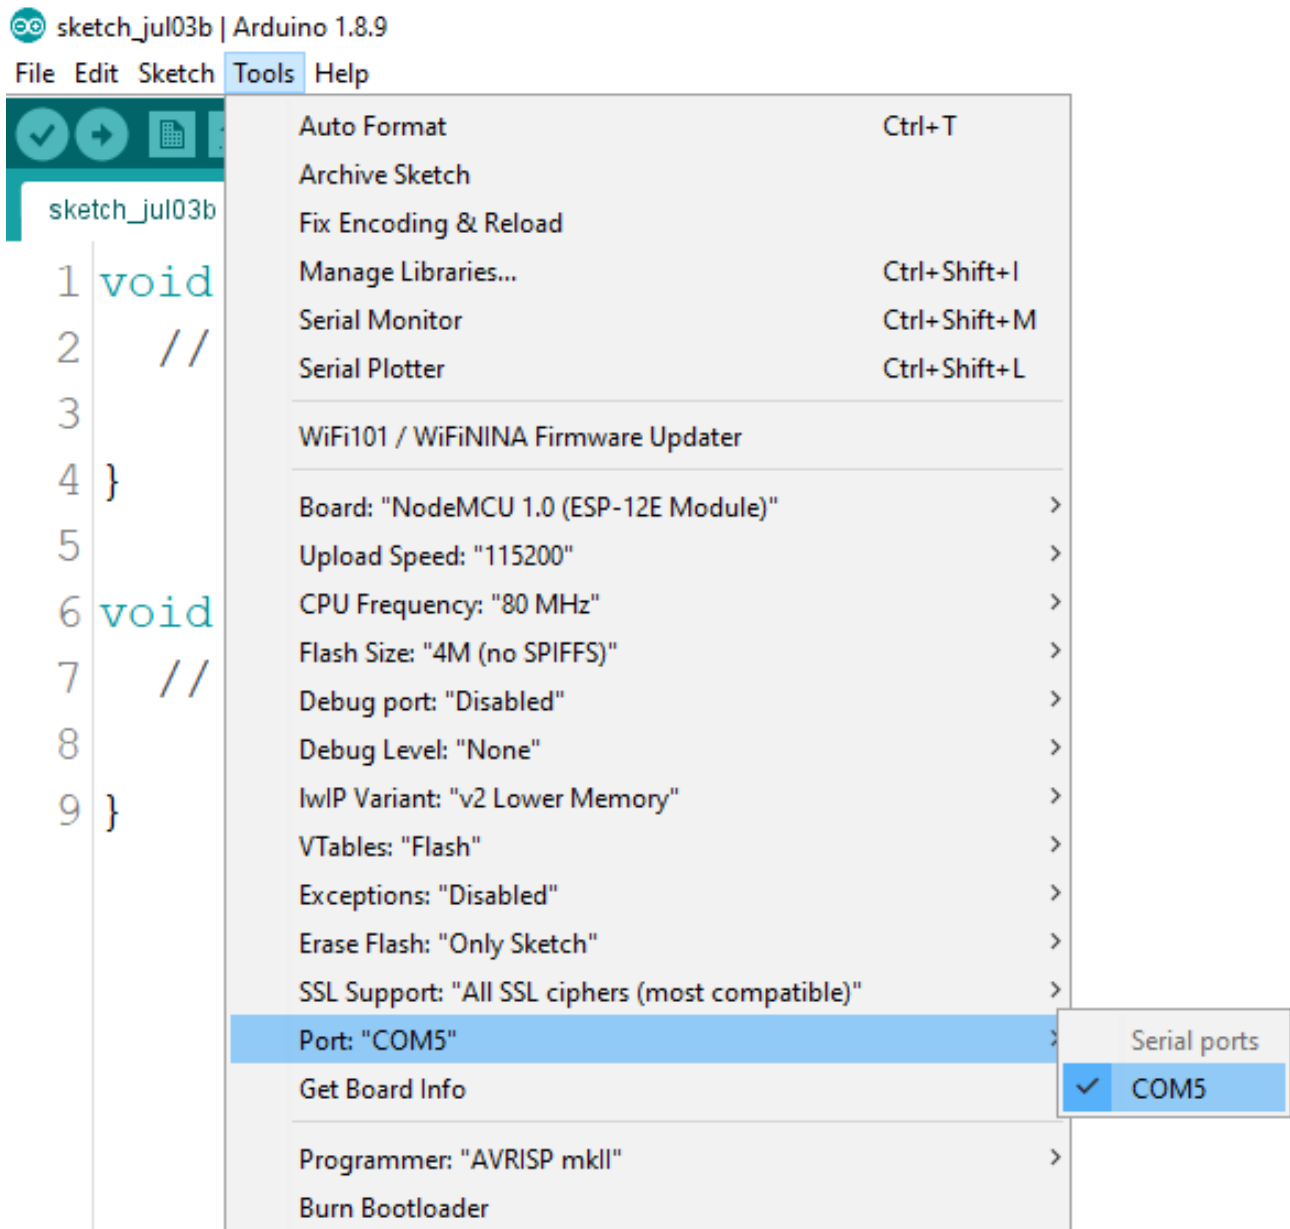 sketch_jul03b | Arduino 1.8.9
File Edit Sketch Tools Help
Auto Format Ctrl+T
Archive Sketch
Fix Encoding & Reload
Manage Libraries... Ctrl+Shift+I
Serial Monitor Ctrl+Shift+M
Serial Plotter Ctrl+Shift+L
WiFi101 / WiFiNINA Firmware Updater
Board: "NodeMCU 1.0 (ESP-12E Module)"
Upload Speed: "115200"
CPU Frequency: "80 MHz"
Flash Size: "4M (no SPIFFS)"
Debug port: "Disabled"
Debug Level: "None"
lwIP Variant: "v2 Lower Memory"
VTables: "Flash"
Exceptions: "Disabled"
Erase Flash: "Only Sketch"
SSL Support: "All SSL ciphers (most compatible)"
Port: "COM5"
Get Board Info
Programmer: "AVRISP mkII"
Burn Bootloader
Serial ports
COM5
sketch_jul03b
1 void
2 //
3
4 }
5
6 void
7 //
8
9 }